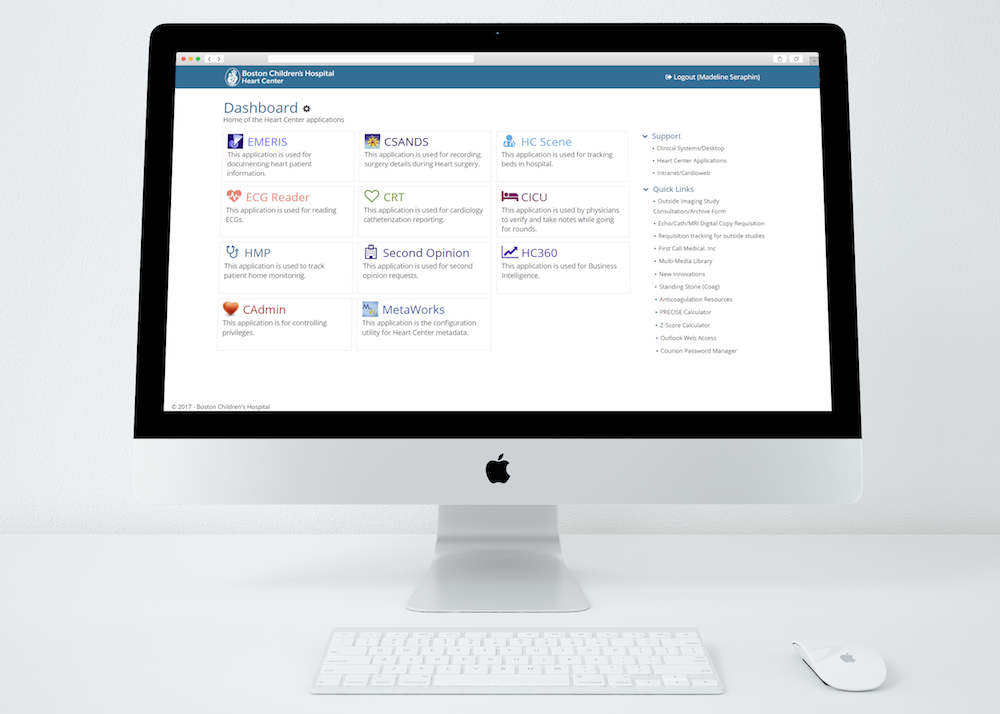 Boston Children's Hospital
Heart Center
Logout (Madeline Seraphin)
Dashboard
Home of the Heart Center applications
EMERIS
This application is used for
documenting heart patient
information.
CSANDS
This application is used for recording
surgery details during Heart surgery.
HC Scene
This application is used for tracking
beds in hospital.
ECG Reader
This application is used for reading
ECGs.
CRT
This application is used for cardiology
catheterization reporting.
CICU
This application is used by physicians
to verify and take notes while going
for rounds.
HMP
This application is used to track
patient home monitoring.
Second Opinion
This application is used for second
opinion requests.
HC360
This application is used for Business
Intelligence.
CAdmin
This application is for controlling
privileges.
MetaWorks
This application is the configuration
utility for Heart Center metadata.
Support
• Clinical Systems/Desktop
• Heart Center Applications
• Intranet/Cardioweb
Quick Links
• Outside Imaging Study
Consultation/Archive Form
• Echo/Cath/MRI Digital Copy Requisition
• Requisition tracking for outside studies
• First Call Medical. Inc
• Multi-Media Library
• New Innovations
• Standing Stone (Coag)
• Anticoagulation Resources
• PRECISE Calculator
• Z-Score Calculator
• Outlook Web Access
• Courion Password Manager
© 2017 - Boston Children's Hospital